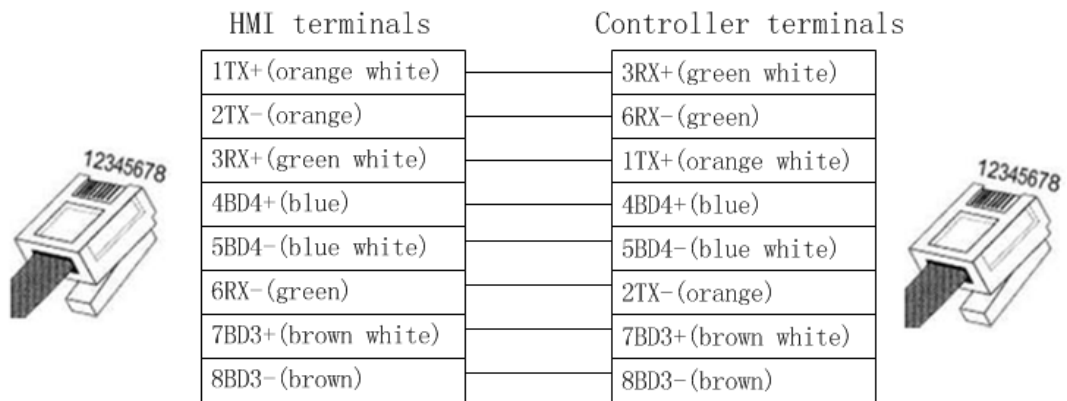 HMI terminals Controller terminals
1TX+(orange white) 3RX+(green white)
2TX-(orange) 6RX-(green)
3RX+(green white) 1TX+(orange white)
4BD4+(blue) 4BD4+(blue)
5BD4-(blue white) 5BD4-(blue white)
6RX-(green) 2TX-(orange)
7BD3+(brown white) 7BD3+(brown white)
8BD3-(brown) 8BD3-(brown)
12345678
12345678